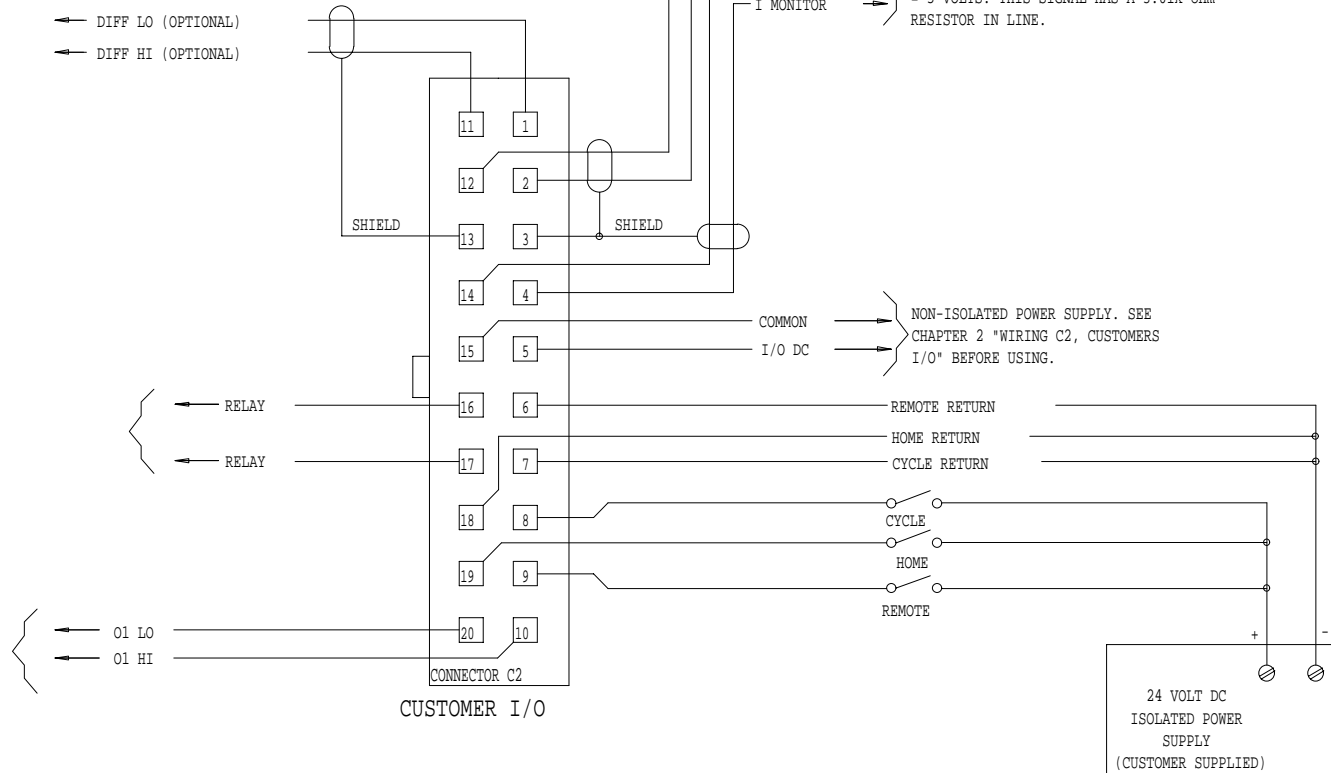 I MONITOR
RESISTOR IN LINE.
DIFF LO (OPTIONAL)
DIFF HI (OPTIONAL)
11 1
12 2
SHIELD
13 3
SHIELD
14 4
COMMON
I/O DC
NON-ISOLATED POWER SUPPLY. SEE
CHAPTER 2 "WIRING C2, CUSTOMERS
I/O" BEFORE USING.
15 5
RELAY
16 6
REMOTE RETURN
HOME RETURN
RELAY
17 7
CYCLE RETURN
18 8
CYCLE
19 9
HOME
REMOTE
O1 LO
20 10
O1 HI
CONNECTOR C2
CUSTOMER I/O
+ -
24 VOLT DC
ISOLATED POWER
SUPPLY
(CUSTOMER SUPPLIED)